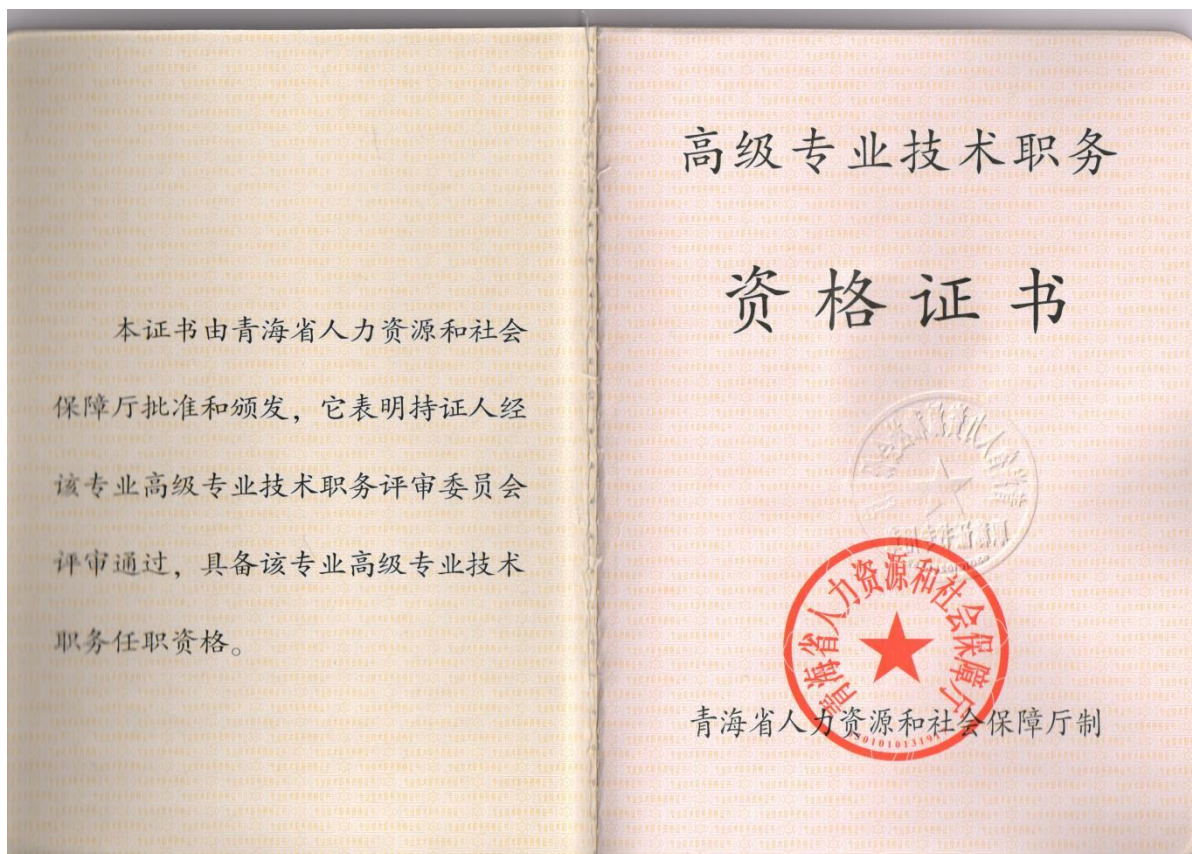 本证书由青海省人力资源和社会
保障厅批准和颁发，它表明持证人经
该专业高级专业技术职务评审委员会
评审通过，具备该专业高级专业技术
职务任职资格。
高级专业技术职务
资格证书
青海省人力资源和社会保障厅
青海省人力资源和社会保障厅制